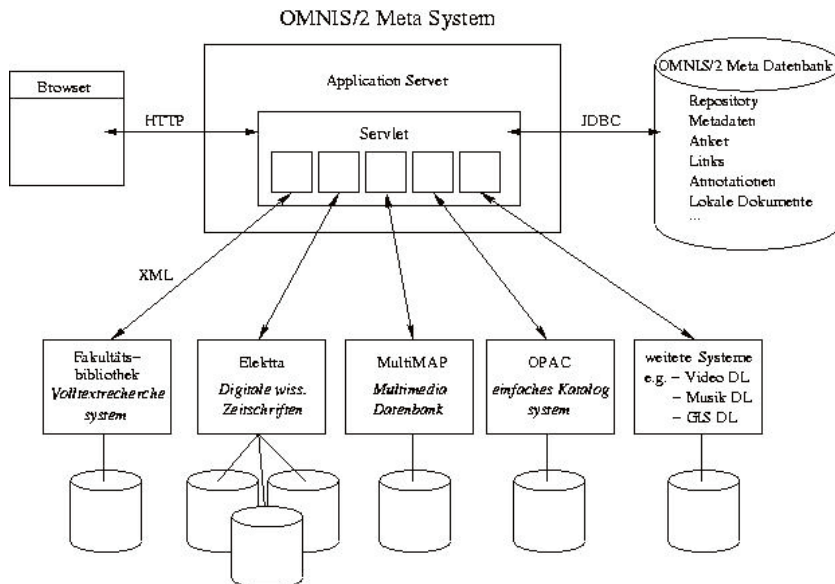 OMNIS/2 Meta System
Application Server
Browser
HTTP
Servlet
JDBC
OMNIS/2 Meta Datenbank
Repository
Metadaten
Anker
Links
Annotationen
Lokale Dokumente
...
XML
Fakultäts-
bibliothek
Volltextrecherche
system
Elektra
Digitale wiss.
Zeitschriften
MultiMAP
Multimedia
Datenbank
OPAC
einfaches Katalog
system
weitere Systeme
e.g. – Video DL
– Musik DL
– GIS DL